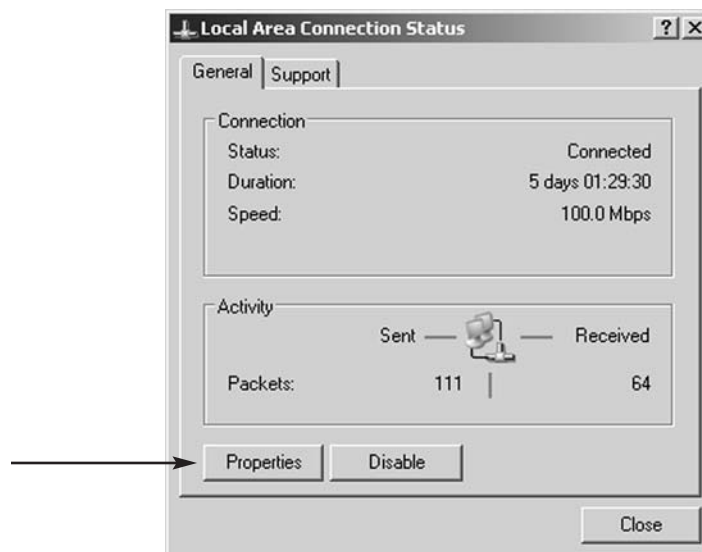 Local Area Connection Status
General Support
Connection
Status: Connected
Duration: 5 days 01:29:30
Speed: 100.0 Mbps
Activity
Sent Received
Packets: 111 64
Properties Disable
Close